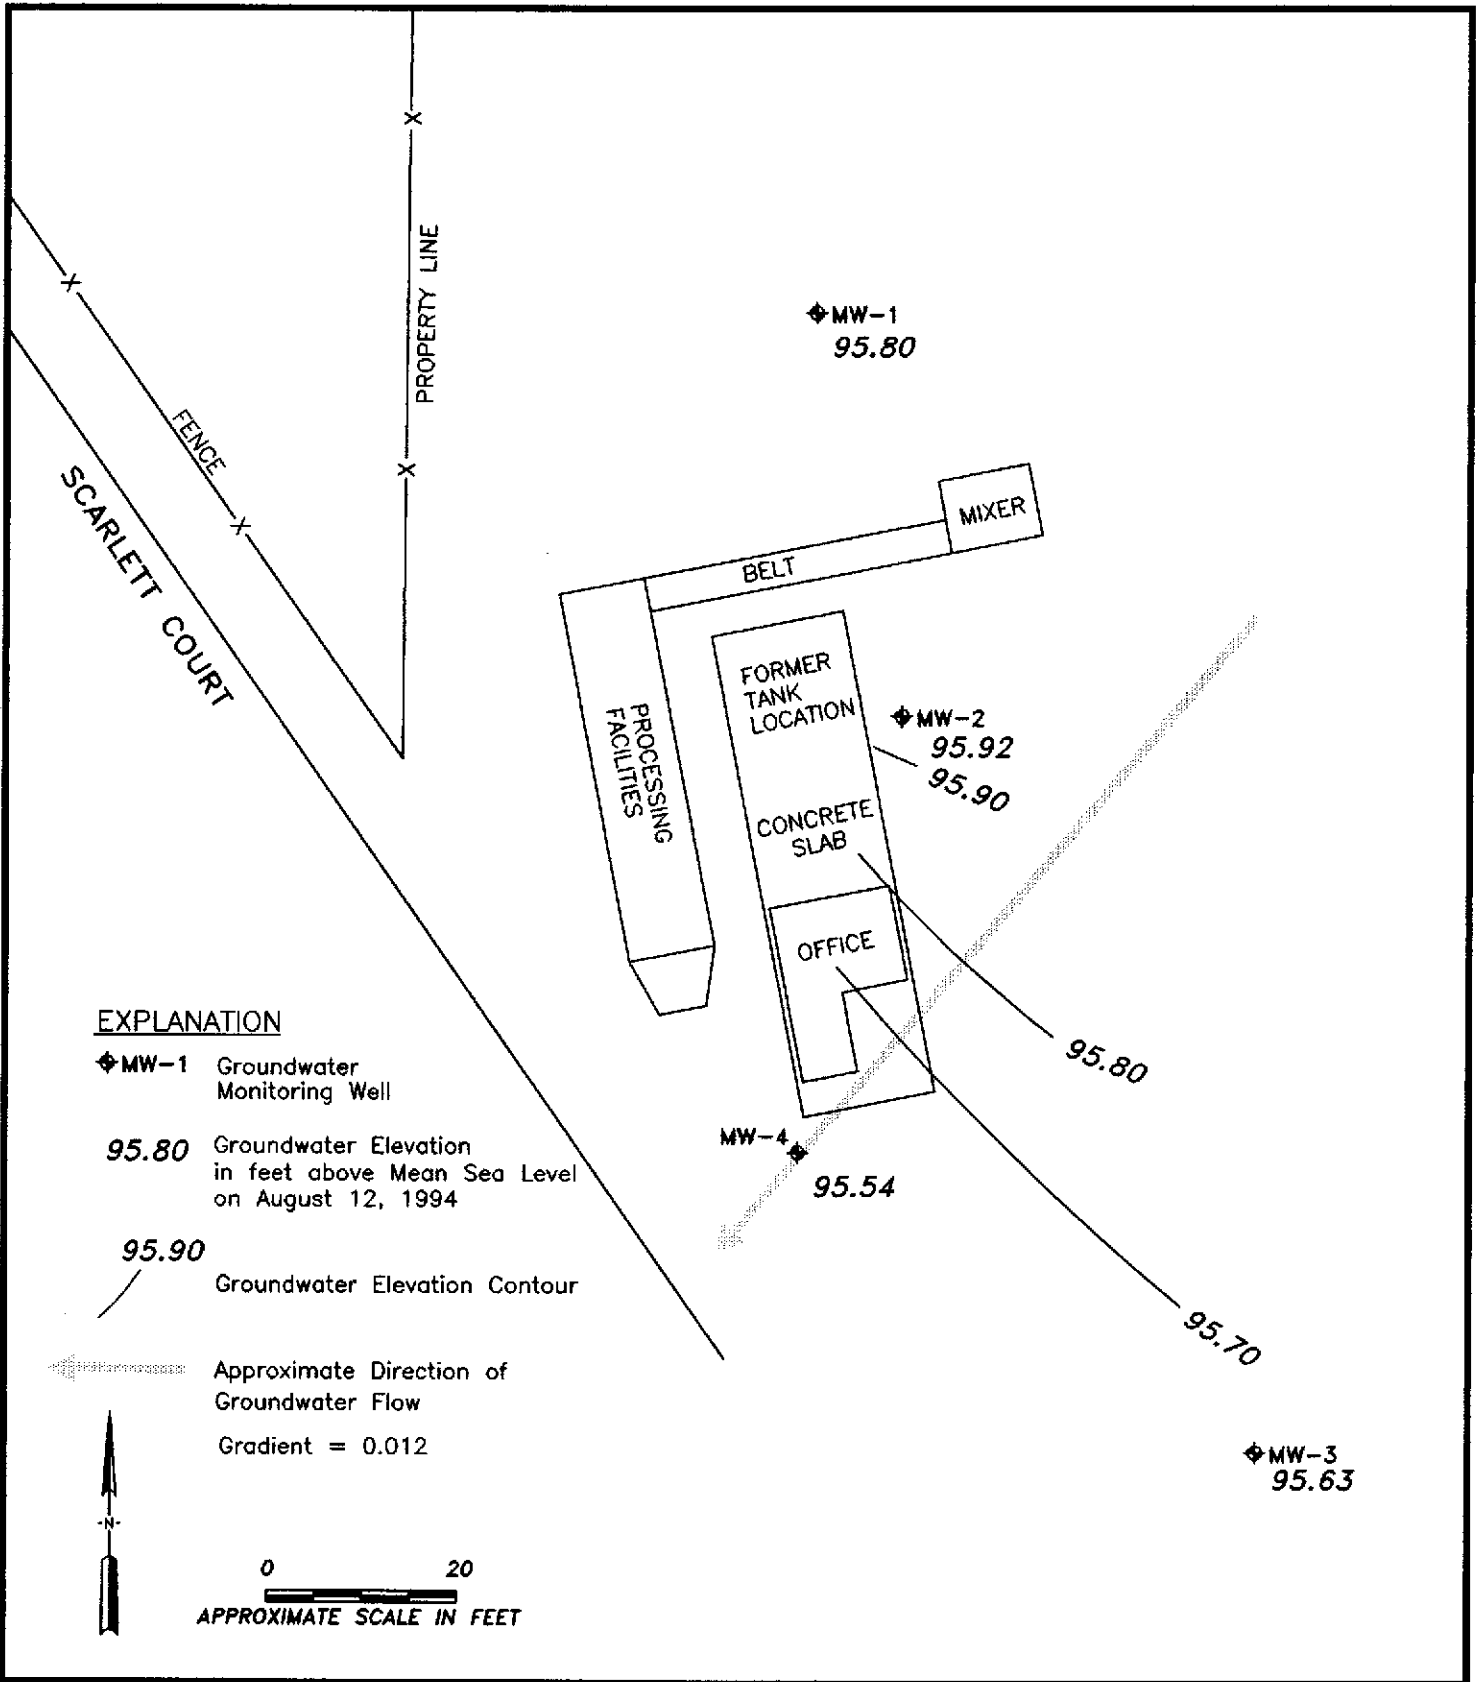 PROPERTY LINE
MW-1
95.80
FENCE
SCARLETT COURT
MIXER
BELT
FORMER
TANK
LOCATION
PROCESSING
FACILITIES
MW-2
95.92
95.90
CONCRETE
SLAB
OFFICE
95.80
MW-4
95.54
95.70
MW-3
95.63
EXPLANATION
MW-1 Groundwater
Monitoring Well
95.80 Groundwater Elevation
in feet above Mean Sea Level
on August 12, 1994
95.90
Groundwater Elevation Contour
Approximate Direction of
Groundwater Flow
Gradient = 0.012
-N-
0 20
APPROXIMATE SCALE IN FEET